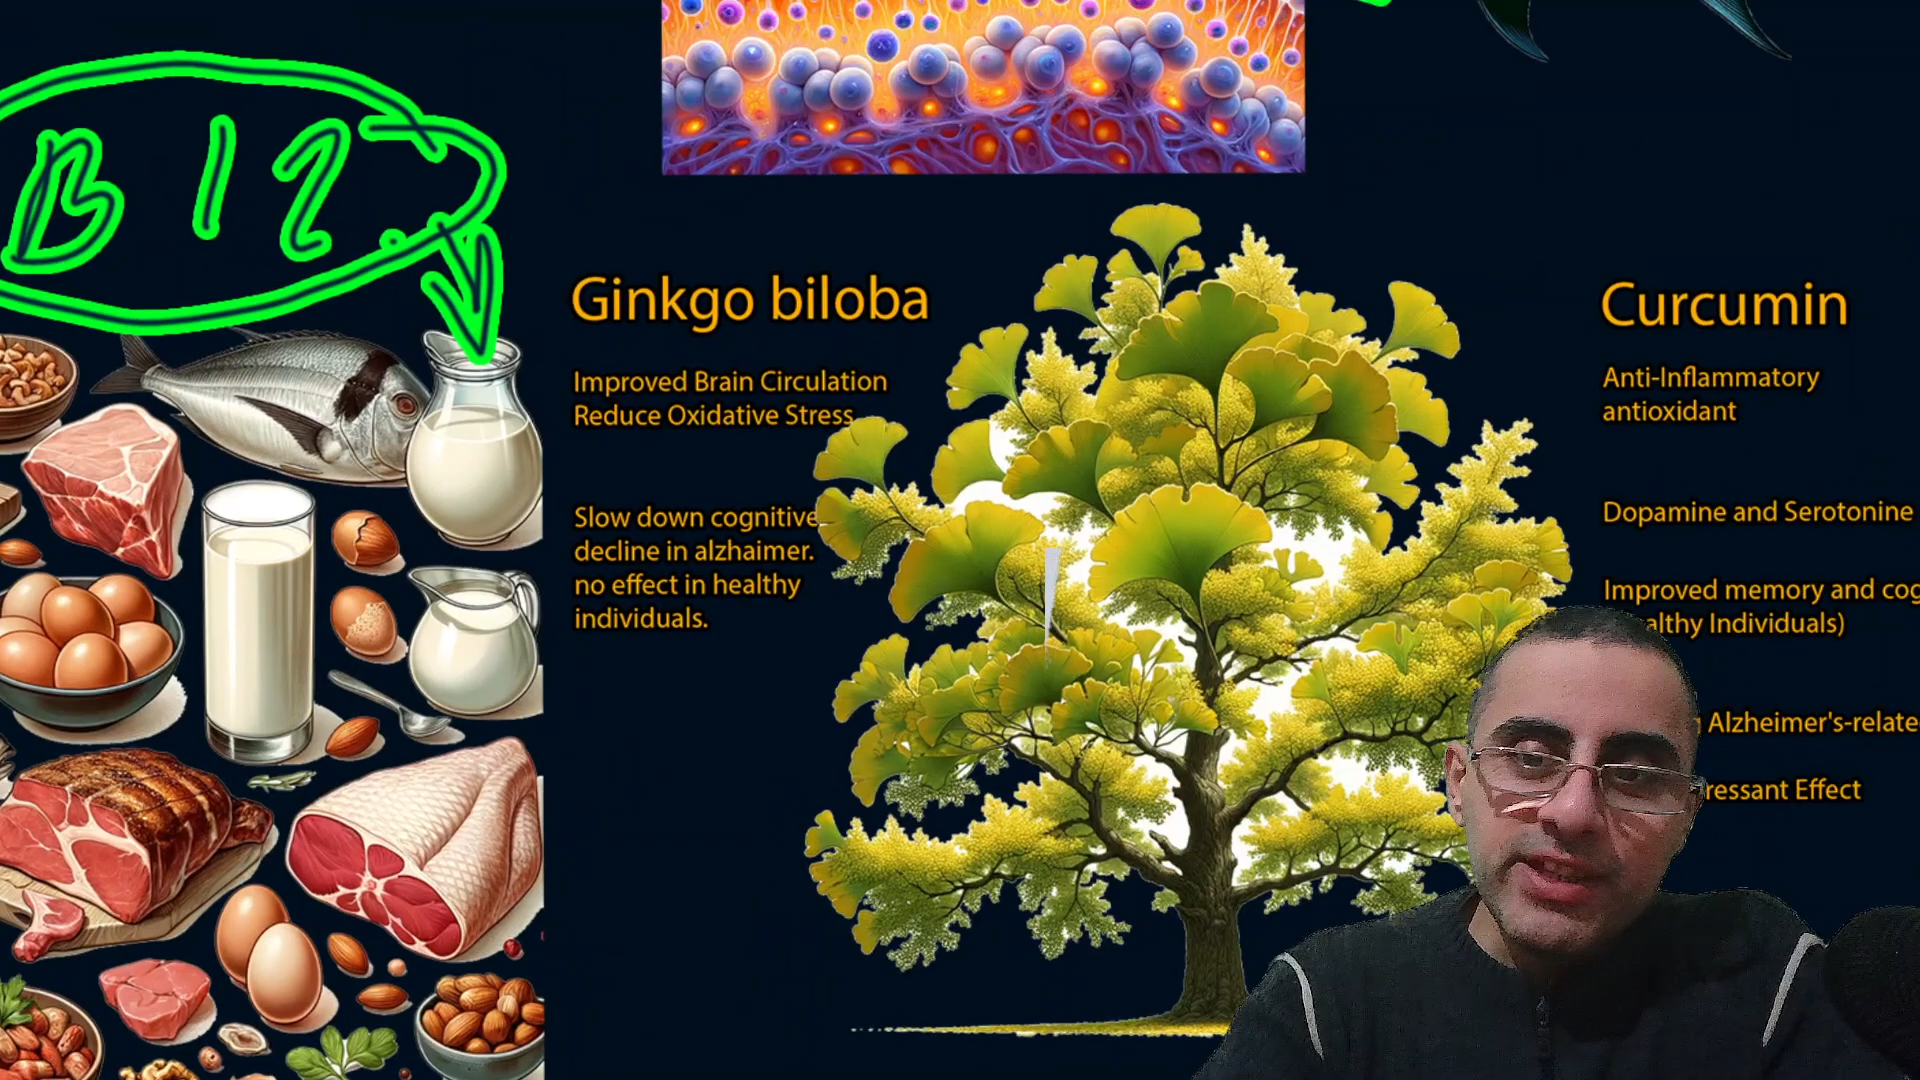 B12
Ginkgo biloba
Improved Brain Circulation
Reduce Oxidative Stress
Slow down cognitive
decline in alzhaimer.
no effect in healthy
individuals.
Curcumin
Anti-Inflammatory
antioxidant
Dopamine and Serotonine
Improved memory and cog
althy Individuals)
Alzheimer's-relate
ressant Effect